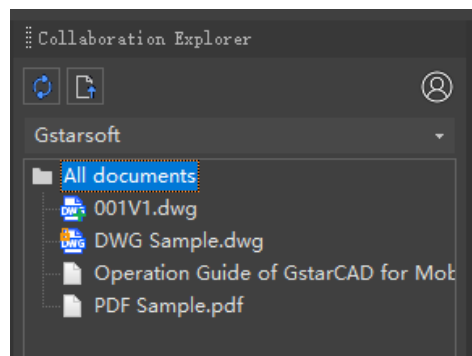 Collaboration Explorer
Gstarsoft
All documents
001V1.dwg
DWG Sample.dwg
Operation Guide of GstarCAD for Mob
PDF Sample.pdf